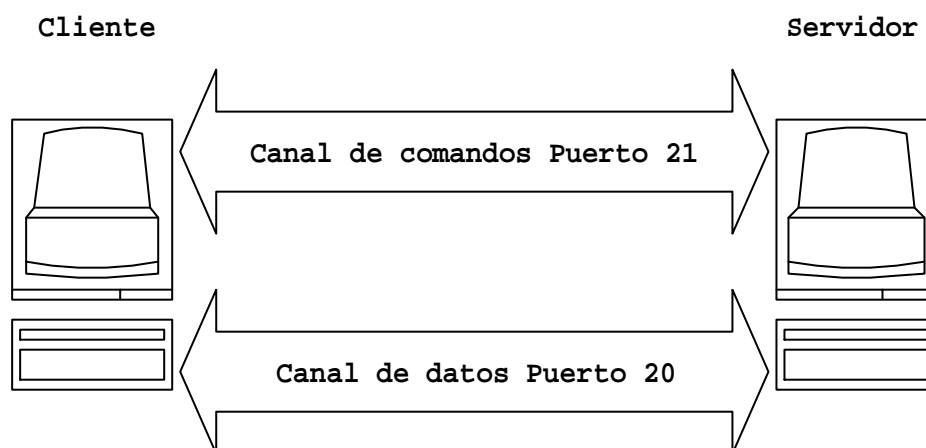 Cliente
Servidor
Canal de comandos Puerto 21
Canal de datos Puerto 20